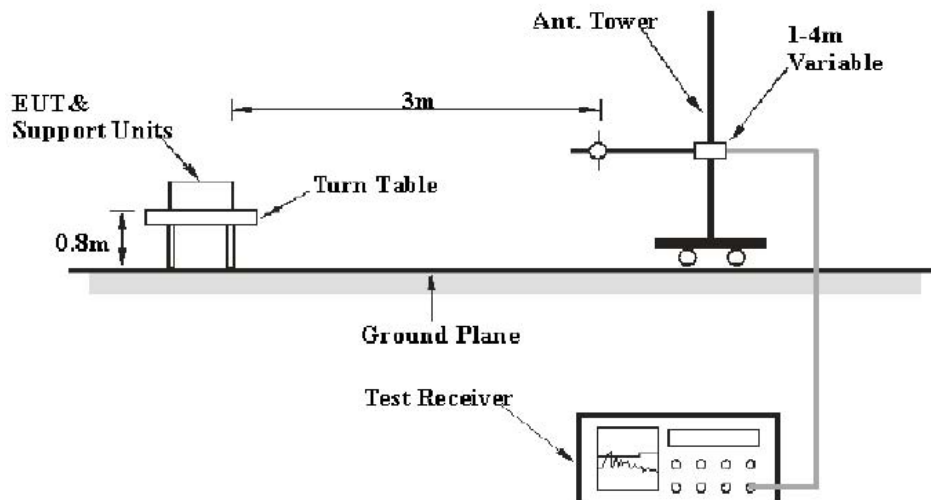 Ant. Tower
1-4m
Variable
3m
EUT &
Support Units
Turn Table
0.8m
Ground Plane
Test Receiver